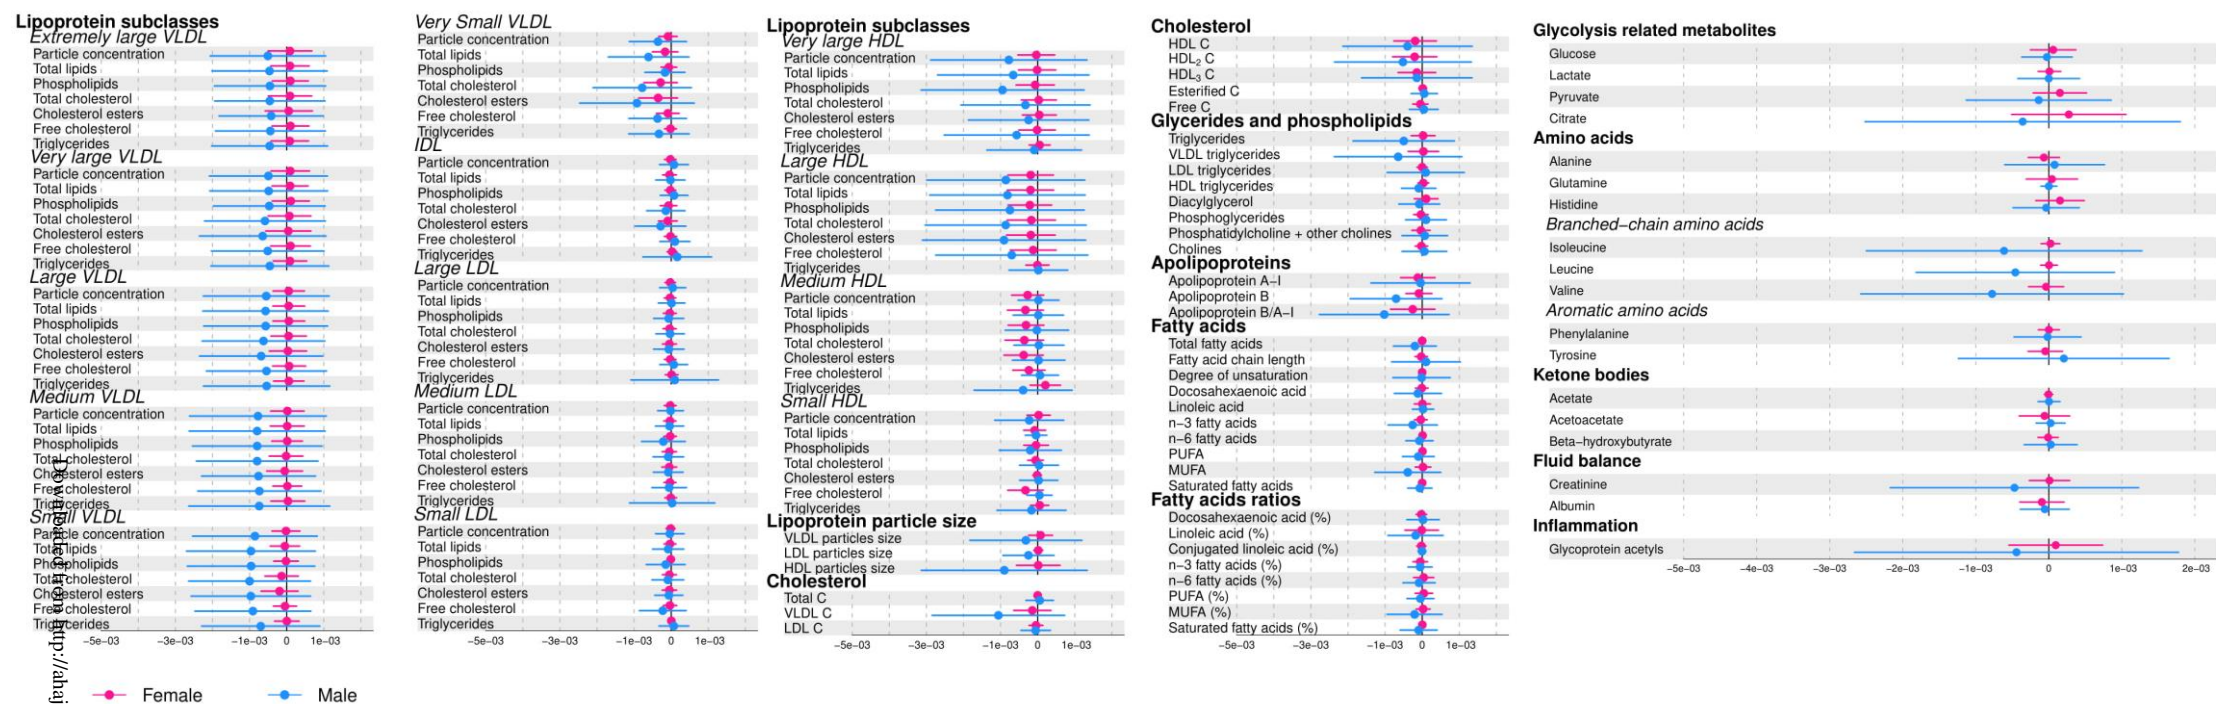 Lipoprotein subclasses
Extremely large VLDL
Particle concentration
Total lipids
Phospholipids
Total cholesterol
Cholesterol esters
Free cholesterol
Triglycerides
Very large VLDL
Particle concentration
Total lipids
Phospholipids
Total cholesterol
Cholesterol esters
Free cholesterol
Triglycerides
Large VLDL
Particle concentration
Total lipids
Phospholipids
Total cholesterol
Cholesterol esters
Free cholesterol
Triglycerides
Medium VLDL
Particle concentration
Total lipids
Phospholipids
Total cholesterol
Cholesterol esters
Free cholesterol
Triglycerides
Small VLDL
Particle concentration
Total lipids
Phospholipids
Total cholesterol
Cholesterol esters
Free cholesterol
Triglycerides
−5e−03 −3e−03 −1e−03 0 1e−03
Very Small VLDL
Particle concentration
Total lipids
Phospholipids
Total cholesterol
Cholesterol esters
Free cholesterol
Triglycerides
IDL
Particle concentration
Total lipids
Phospholipids
Total cholesterol
Cholesterol esters
Free cholesterol
Triglycerides
Large LDL
Particle concentration
Total lipids
Phospholipids
Total cholesterol
Cholesterol esters
Free cholesterol
Triglycerides
Medium LDL
Particle concentration
Total lipids
Phospholipids
Total cholesterol
Cholesterol esters
Free cholesterol
Triglycerides
Small LDL
Particle concentration
Total lipids
Phospholipids
Total cholesterol
Cholesterol esters
Free cholesterol
Triglycerides
−5e−03 −3e−03 −1e−03 0 1e−03
Lipoprotein subclasses
Very large HDL
Particle concentration
Total lipids
Phospholipids
Total cholesterol
Cholesterol esters
Free cholesterol
Triglycerides
Large HDL
Particle concentration
Total lipids
Phospholipids
Total cholesterol
Cholesterol esters
Free cholesterol
Triglycerides
Medium HDL
Particle concentration
Total lipids
Phospholipids
Total cholesterol
Cholesterol esters
Free cholesterol
Triglycerides
Small HDL
Particle concentration
Total lipids
Phospholipids
Total cholesterol
Cholesterol esters
Free cholesterol
Triglycerides
Lipoprotein particle size
VLDL particles size
LDL particles size
HDL particles size
Cholesterol
Total C
VLDL C
LDL C
−5e−03 −3e−03 −1e−03 0 1e−03
Cholesterol
HDL C
HDL₂ C
HDL₃ C
Esterified C
Free C
Glycerides and phospholipids
Triglycerides
VLDL triglycerides
LDL triglycerides
HDL triglycerides
Diacylglycerol
Phosphoglycerides
Phosphatidylcholine + other cholines
Cholines
Apolipoproteins
Apolipoprotein A−I
Apolipoprotein B
Apolipoprotein B/A−I
Fatty acids
Total fatty acids
Fatty acid chain length
Degree of unsaturation
Docosahexaenoic acid
Linoleic acid
n−3 fatty acids
n−6 fatty acids
PUFA
MUFA
Saturated fatty acids
Fatty acids ratios
Docosahexaenoic acid (%)
Linoleic acid (%)
Conjugated linoleic acid (%)
n−3 fatty acids (%)
n−6 fatty acids (%)
PUFA (%)
MUFA (%)
Saturated fatty acids (%)
−5e−03 −3e−03 −1e−03 0 1e−03
Glycolysis related metabolites
Glucose
Lactate
Pyruvate
Citrate
Amino acids
Alanine
Glutamine
Histidine
Branched−chain amino acids
Isoleucine
Leucine
Valine
Aromatic amino acids
Phenylalanine
Tyrosine
Ketone bodies
Acetate
Acetoacetate
Beta−hydroxybutyrate
Fluid balance
Creatinine
Albumin
Inflammation
Glycoprotein acetyls
−5e−03 −4e−03 −3e−03 −2e−03 −1e−03 0 1e−03 2e−03
Female Male
Downloaded from http://ahaj